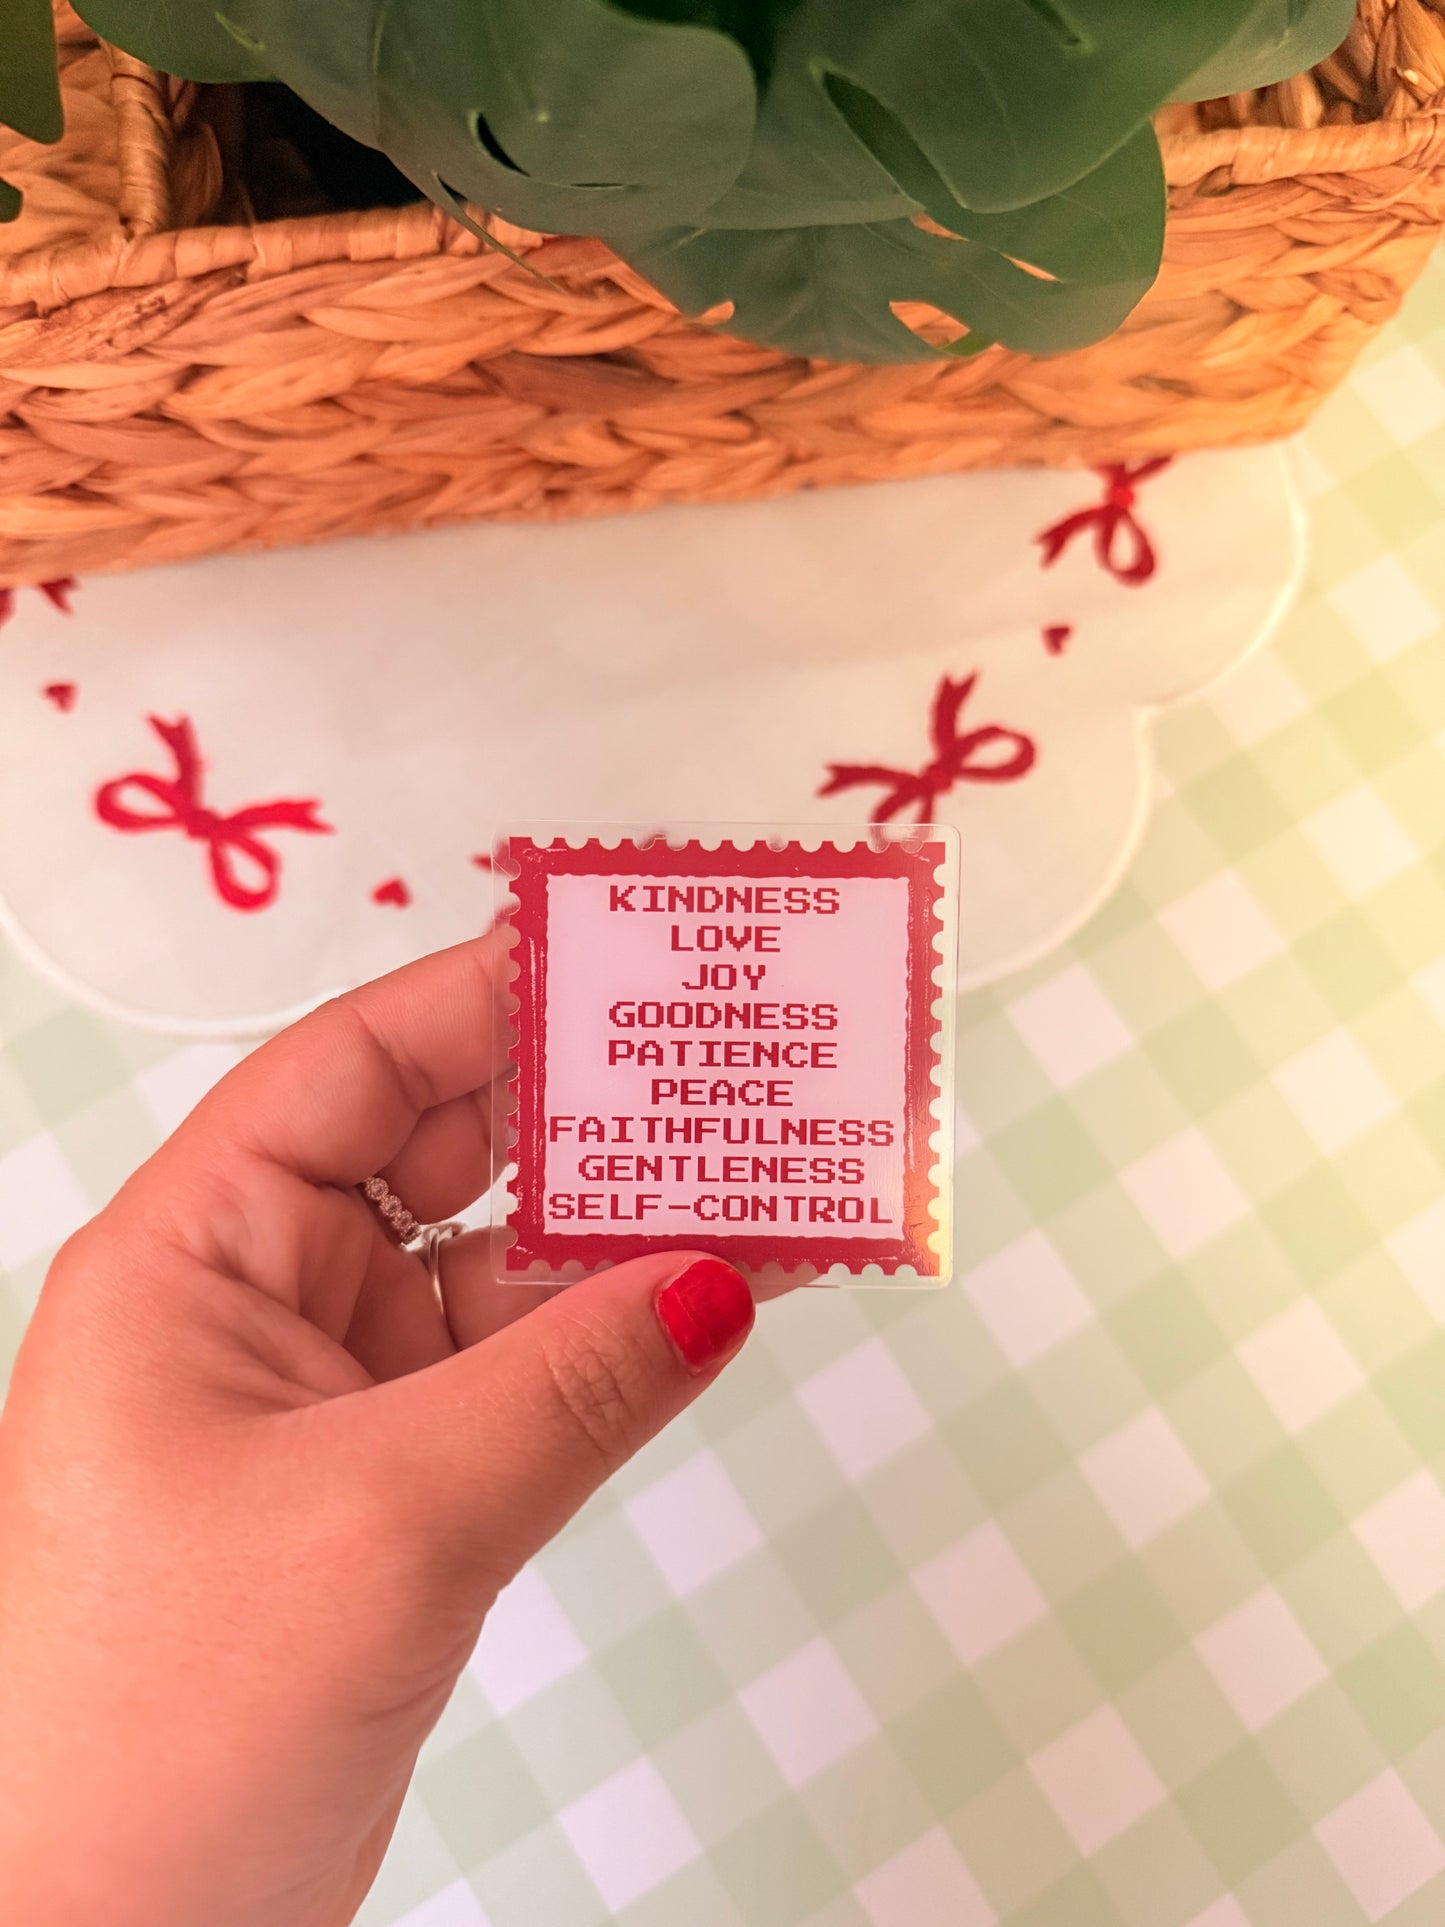 KINDNESS
LOVE
JOY
GOODNESS
PATIENCE
PEACE
FAITHFULNESS
GENTLENESS
SELF-CONTROL